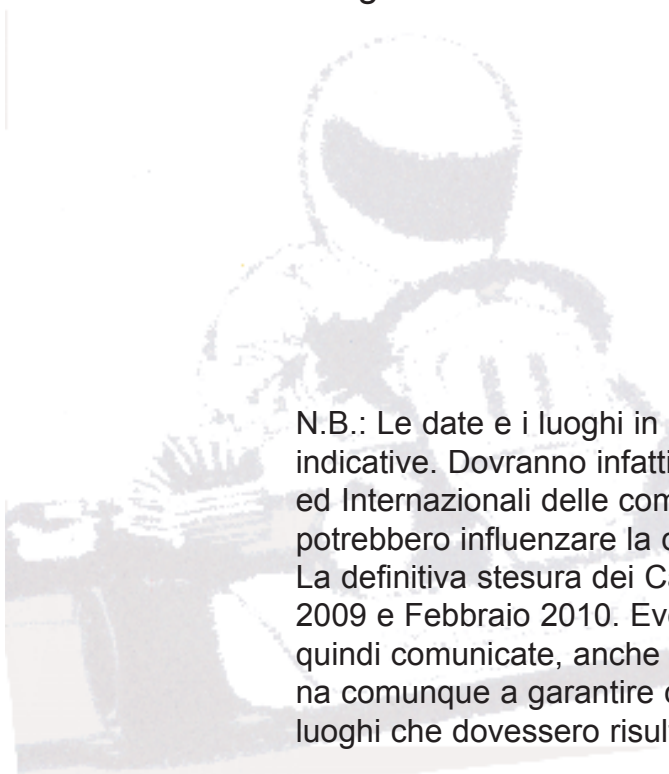 N.B.: Le date e i luoghi in
indicative. Dovranno infatti
ed Internazionali delle com
potrebbero influenzare la
La definitiva stesura dei
2009 e Febbraio 2010.
quindi comunicate, anche
na comunque a garantire
luoghi che dovessero